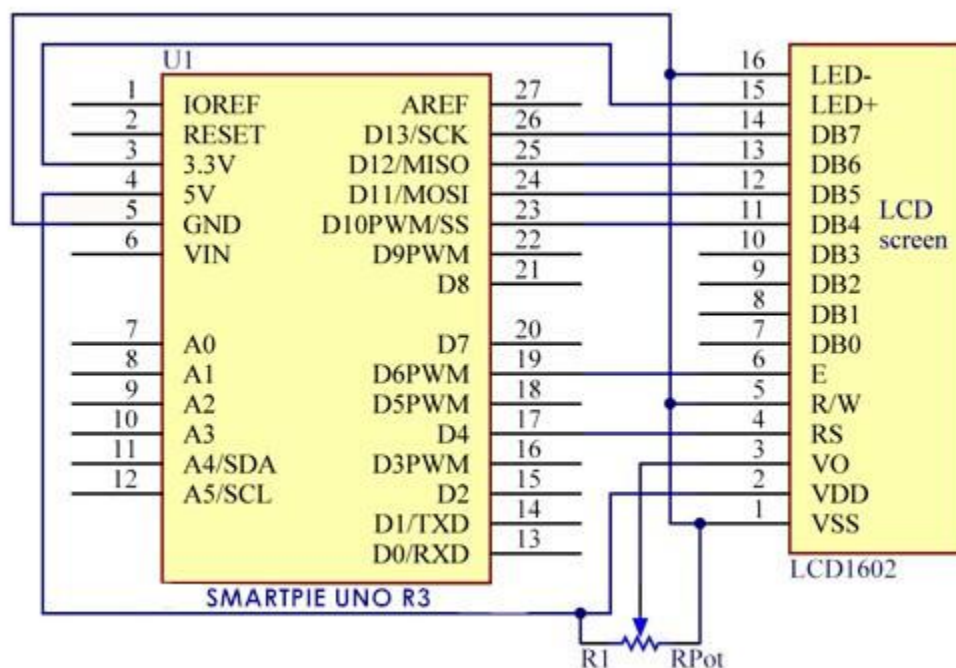 U1
1 IOREF AREF 27
2 RESET D13/SCK 26
3 3.3V D12/MISO 25
4 5V D11/MOSI 24
5 GND D10PWM/SS 23
6 VIN D9PWM 22
D8 21
7 A0 D7 20
8 A1 D6PWM 19
9 A2 D5PWM 18
10 A3 D4 17
11 A4/SDA D3PWM 16
12 A5/SCL D2 15
D1/TXD 14
D0/RXD 13
SMARTPIE UNO R3
16 LED-
15 LED+
14 DB7
13 DB6
12 DB5
11 DB4
10 DB3
9 DB2
8 DB1
7 DB0
6 E
5 R/W
4 RS
3 VO
2 VDD
1 VSS
LCD
screen
LCD1602
R1 RPot